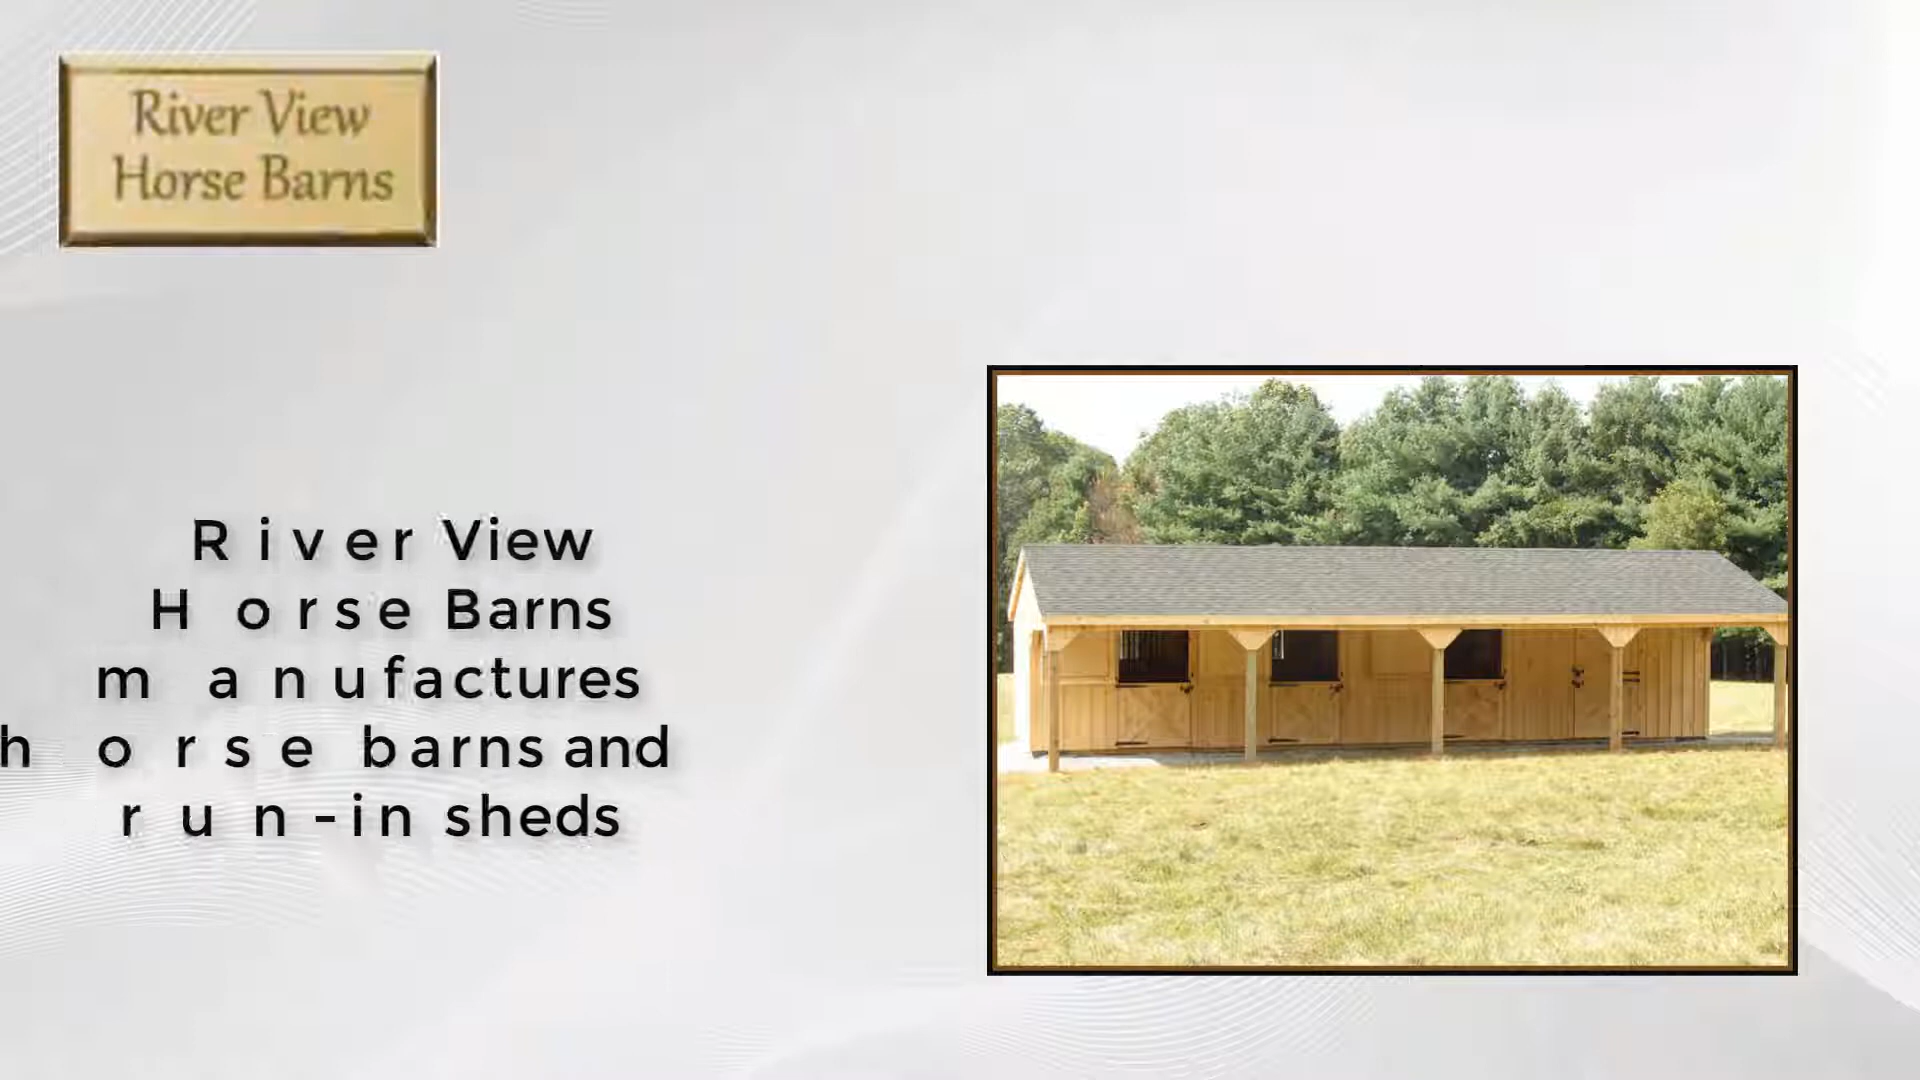 River View
Horse Barns
River View
Horse Barns
manufactures
horse barns and
run-in sheds